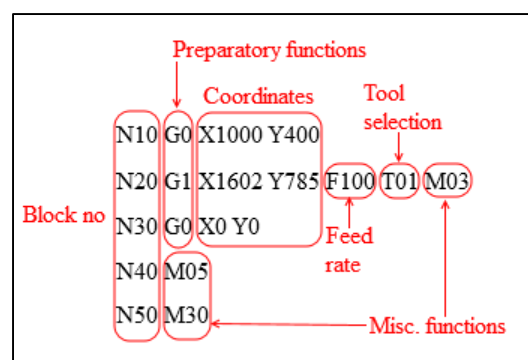 Preparatory functions
Coordinates
Tool
selection
N10 G0 X1000 Y400
N20 G1 X1602 Y785 F100 T01 M03
Block no
N30 G0 X0 Y0
Feed
rate
N40 M05
N50 M30
Misc. functions